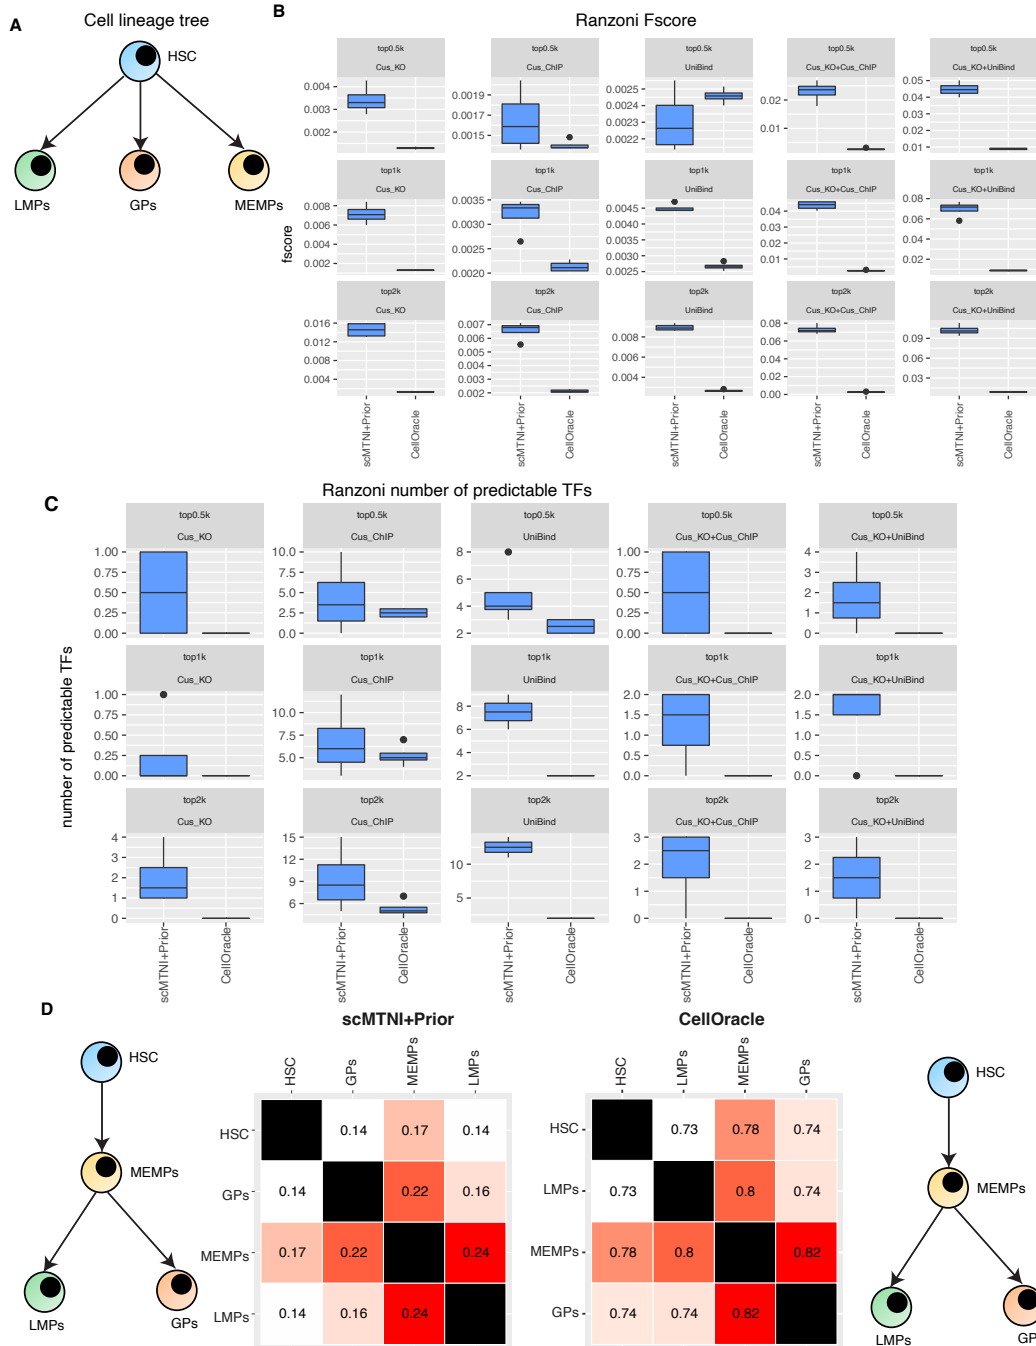 A
Cell lineage tree
HSC
LMPs
GPs
MEMPs
B
Ranzoni Fscore
fscore
top0.5k
Cus_KO
0.004
0.003
0.002
top0.5k
Cus_ChIP
0.0019
0.0017
0.0015
top0.5k
UniBind
0.0025
0.0024
0.0023
0.0022
top0.5k
Cus_KO+Cus_ChIP
0.02
0.01
top0.5k
Cus_KO+UniBind
0.05
0.04
0.03
0.02
0.01
top1k
Cus_KO
0.008
0.006
0.004
0.002
top1k
Cus_ChIP
0.0035
0.0030
0.0025
0.0020
top1k
UniBind
0.0045
0.0040
0.0035
0.0030
0.0025
top1k
Cus_KO+Cus_ChIP
0.04
0.03
0.02
0.01
top1k
Cus_KO+UniBind
0.08
0.06
0.04
0.02
top2k
Cus_KO
0.016
0.012
0.008
0.004
top2k
Cus_ChIP
0.007
0.006
0.005
0.004
0.003
0.002
top2k
UniBind
0.008
0.006
0.004
top2k
Cus_KO+Cus_ChIP
0.08
0.06
0.04
0.02
0.00
top2k
Cus_KO+UniBind
0.09
0.06
0.03
scMTNI+Prior
CellOracle
scMTNI+Prior
CellOracle
scMTNI+Prior
CellOracle
scMTNI+Prior
CellOracle
scMTNI+Prior
CellOracle
C
Ranzoni number of predictable TFs
number of predictable TFs
top0.5k
Cus_KO
1.00
0.75
0.50
0.25
0.00
top0.5k
Cus_ChIP
10.0
7.5
5.0
2.5
0.0
top0.5k
UniBind
8
6
4
2
top0.5k
Cus_KO+Cus_ChIP
1.00
0.75
0.50
0.25
0.00
top0.5k
Cus_KO+UniBind
4
3
2
1
0
top1k
Cus_KO
1.00
0.75
0.50
0.25
0.00
top1k
Cus_ChIP
10.0
7.5
5.0
top1k
UniBind
8
6
4
2
top1k
Cus_KO+Cus_ChIP
2.0
1.5
1.0
0.5
0.0
top1k
Cus_KO+UniBind
2.0
1.5
1.0
0.5
0.0
top2k
Cus_KO
4
3
2
1
0
top2k
Cus_ChIP
15
12
9
6
top2k
UniBind
10
5
top2k
Cus_KO+Cus_ChIP
3
2
1
0
top2k
Cus_KO+UniBind
3
2
1
0
scMTNI+Prior
CellOracle
scMTNI+Prior
CellOracle
scMTNI+Prior
CellOracle
scMTNI+Prior
CellOracle
scMTNI+Prior
CellOracle
D
HSC
MEMPs
LMPs
GPs
scMTNI+Prior
HSC GPs MEMPs LMPs
HSC 0.14 0.17 0.14
GPs 0.14 0.22 0.16
MEMPs 0.17 0.22 0.24
LMPs 0.14 0.16 0.24
CellOracle
HSC LMPs MEMPs GPs
HSC 0.73 0.78 0.74
LMPs 0.73 0.8 0.74
MEMPs 0.78 0.8 0.82
GPs 0.74 0.74 0.82
HSC
MEMPs
LMPs